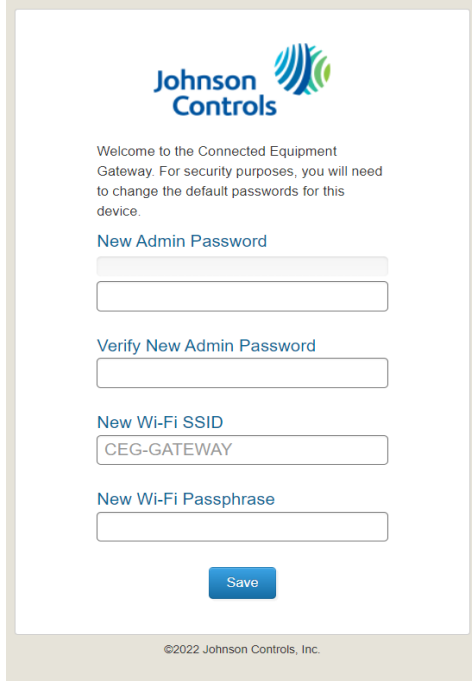 Johnson
Controls
Welcome to the Connected Equipment
Gateway. For security purposes, you will need
to change the default passwords for this
device.
New Admin Password
Verify New Admin Password
New Wi-Fi SSID
CEG-GATEWAY
New Wi-Fi Passphrase
Save
©2022 Johnson Controls, Inc.